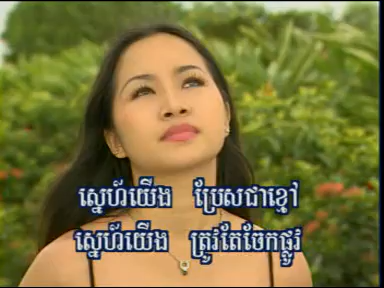 ស្នេហ៍យើង ប្រែសជាខ្មៅ
ស្នេហ៍យើង ត្រូវតែចែកផ្លូវ